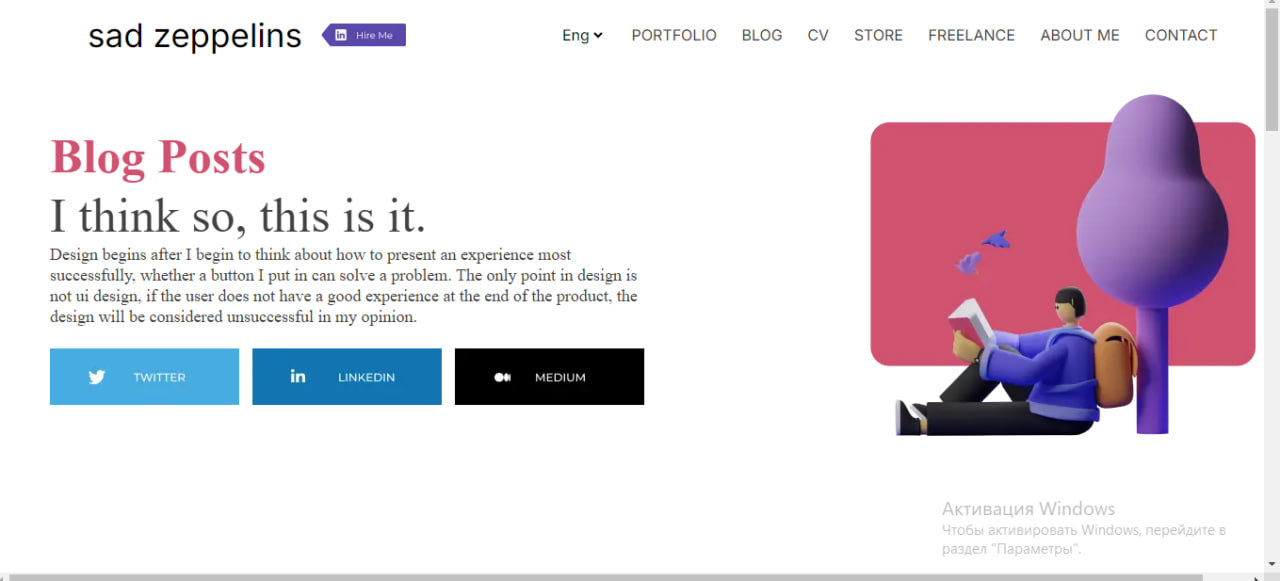 sad zeppelins
Hire Me
Eng
PORTFOLIO
BLOG
CV
STORE
FREELANCE
ABOUT ME
CONTACT
Blog Posts
I think so, this is it.
Design begins after I begin to think about how to present an experience most
successfully, whether a button I put in can solve a problem. The only point in design is
not ui design, if the user does not have a good experience at the end of the product, the
design will be considered unsuccessful in my opinion.
TWITTER
LINKEDIN
MEDIUM
Активация Windows
Чтобы активировать Windows, перейдите в
раздел "Параметры".